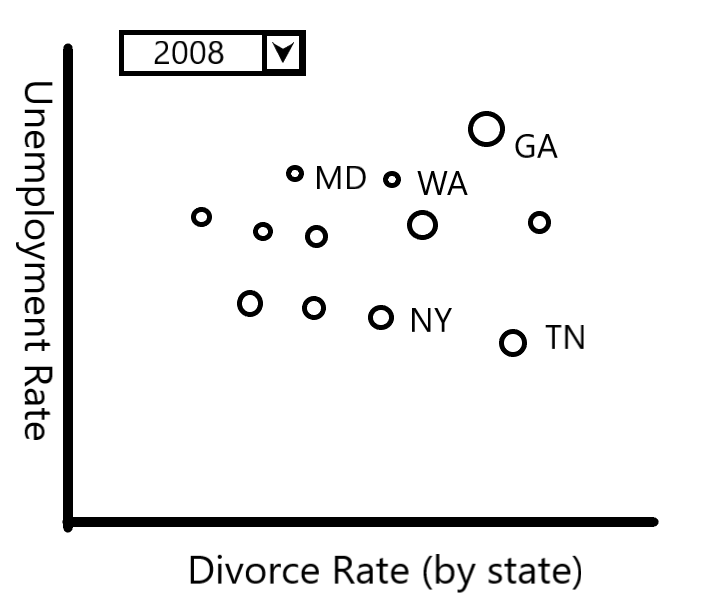 2008
Unemployment Rate
GA
MD
WA
NY
TN
Divorce Rate (by state)